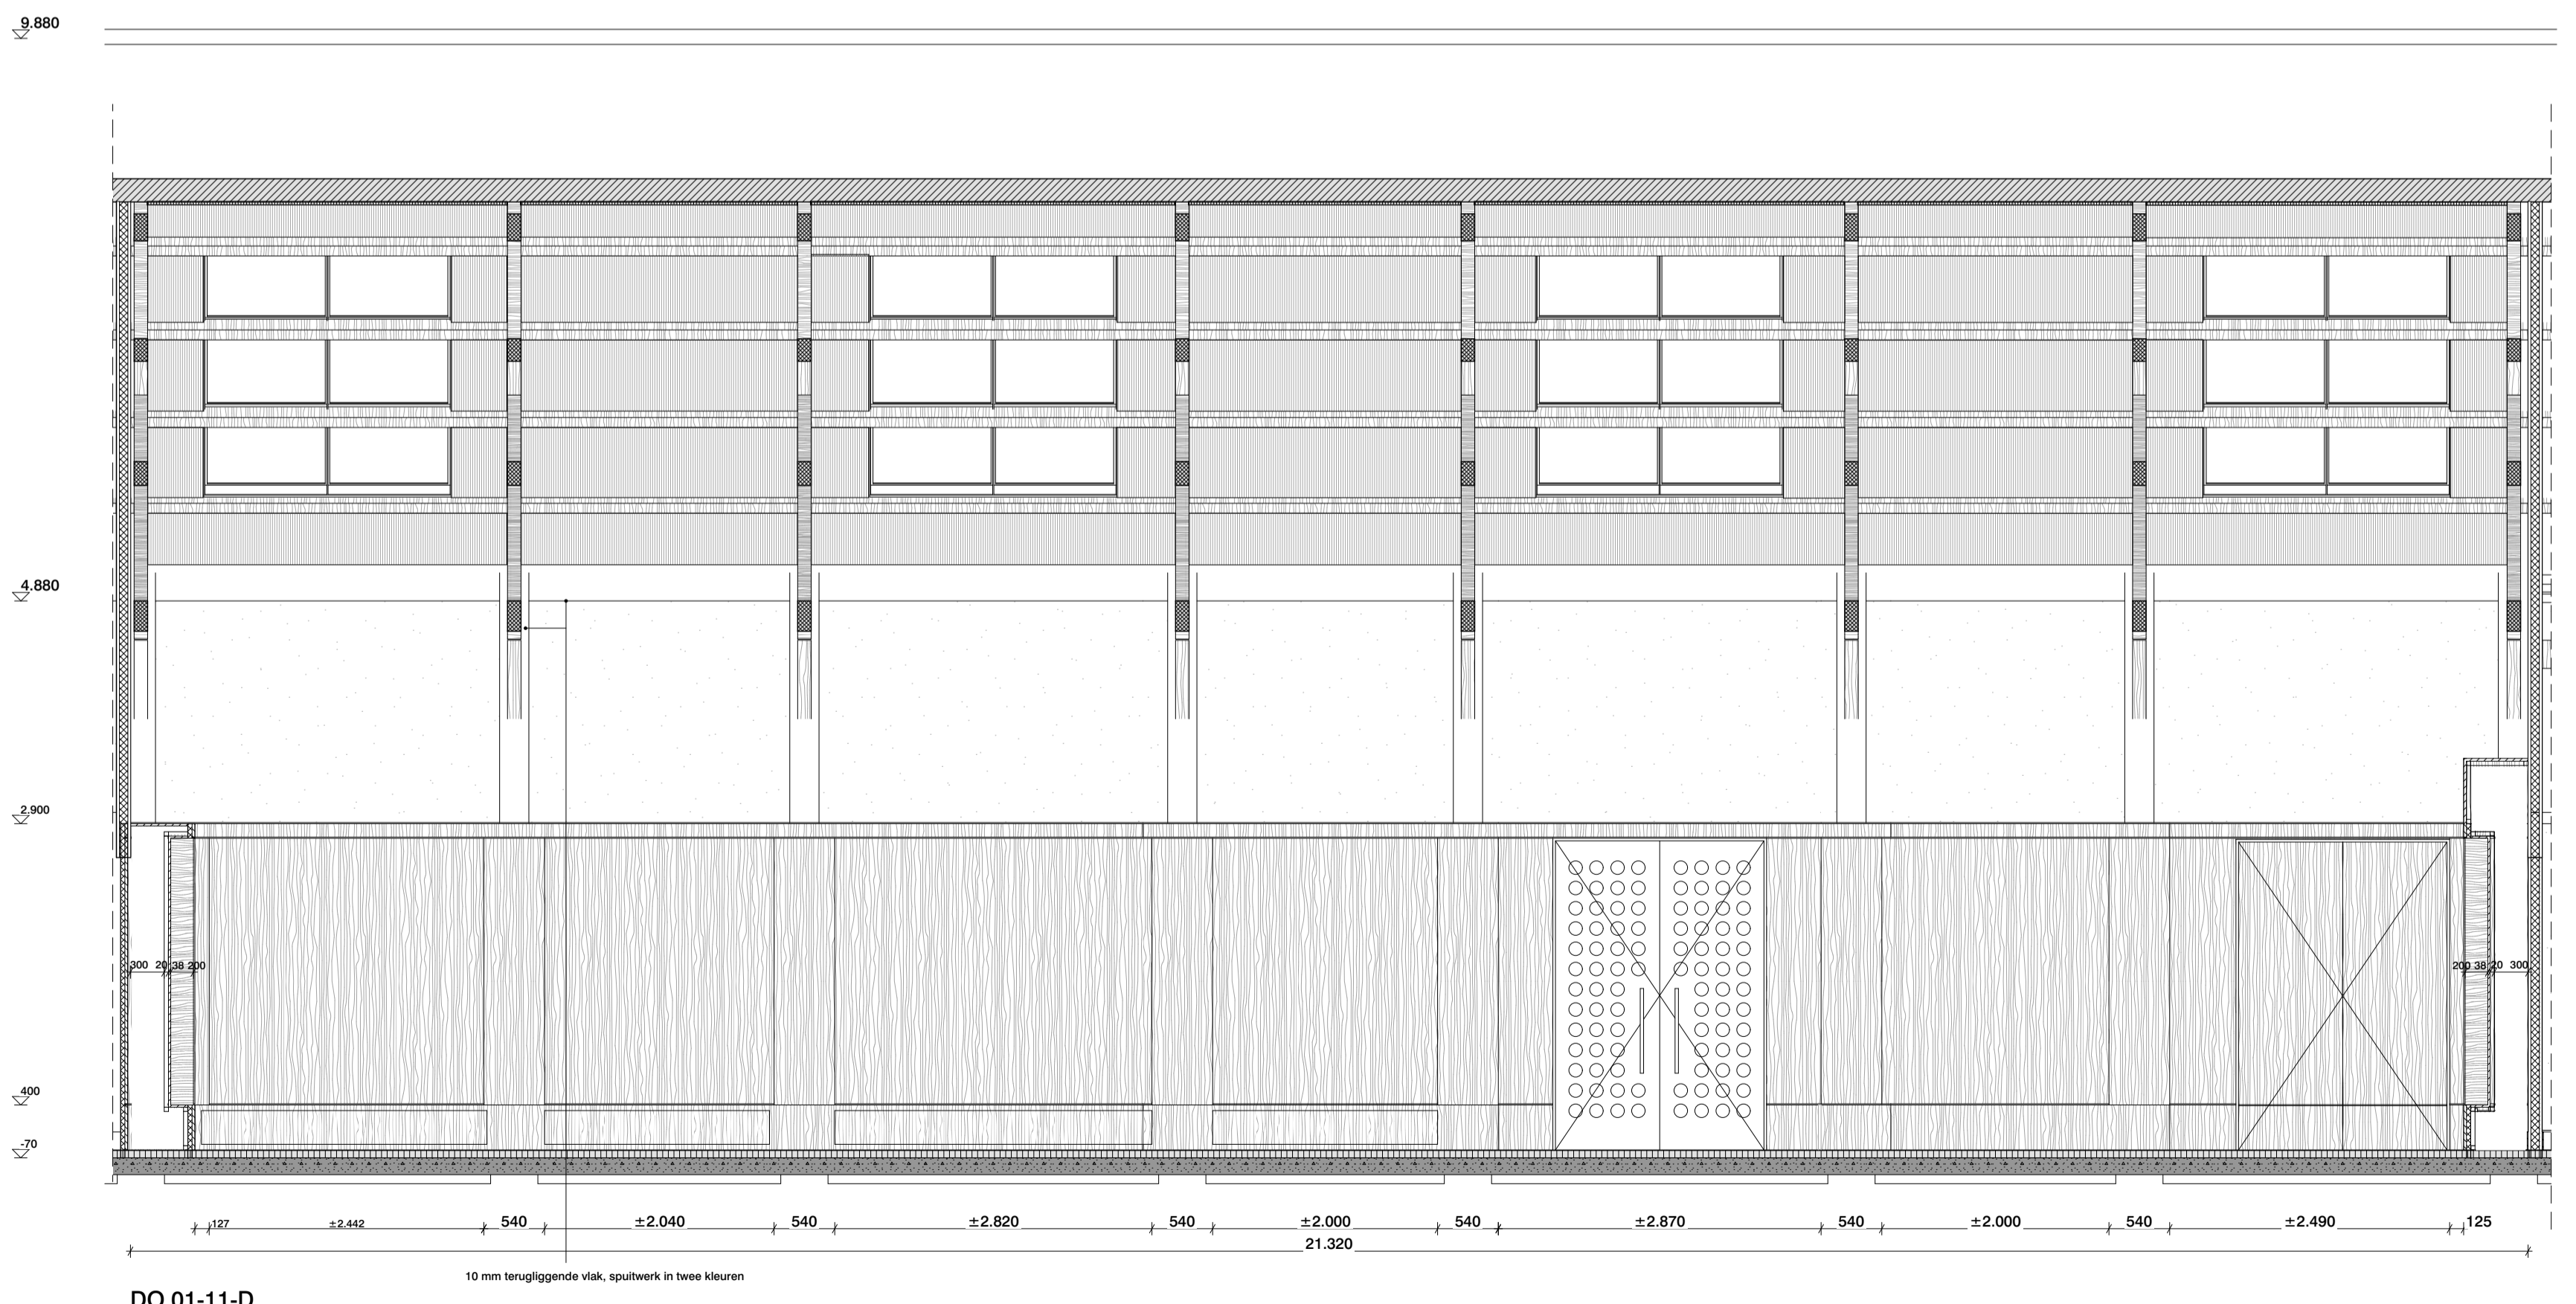 9.880
4.880
2.900
300 20 38 200
200 38 20 300
400
-70
127 ±2.442 540 ±2.040 540 ±2.820 540 ±2.000 540 ±2.870 540 ±2.000 540 ±2.490 125
21.320
10 mm terugliggende vlak, spuitwerk in twee kleuren
DO 01-11-D